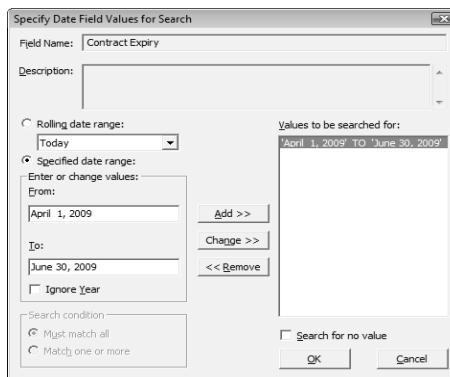 Specify Date Field Values for Search
Field Name: Contract Expiry
Description:
Rolling date range:
Today
Specified date range:
Enter or change values:
From:
April 1, 2009
To:
June 30, 2009
Ignore Year
Search condition
Must match all
Match one or more
Add >>
Change >>
<< Remove
Values to be searched for:
'April 1, 2009' TO 'June 30, 2009'
Search for no value
OK
Cancel